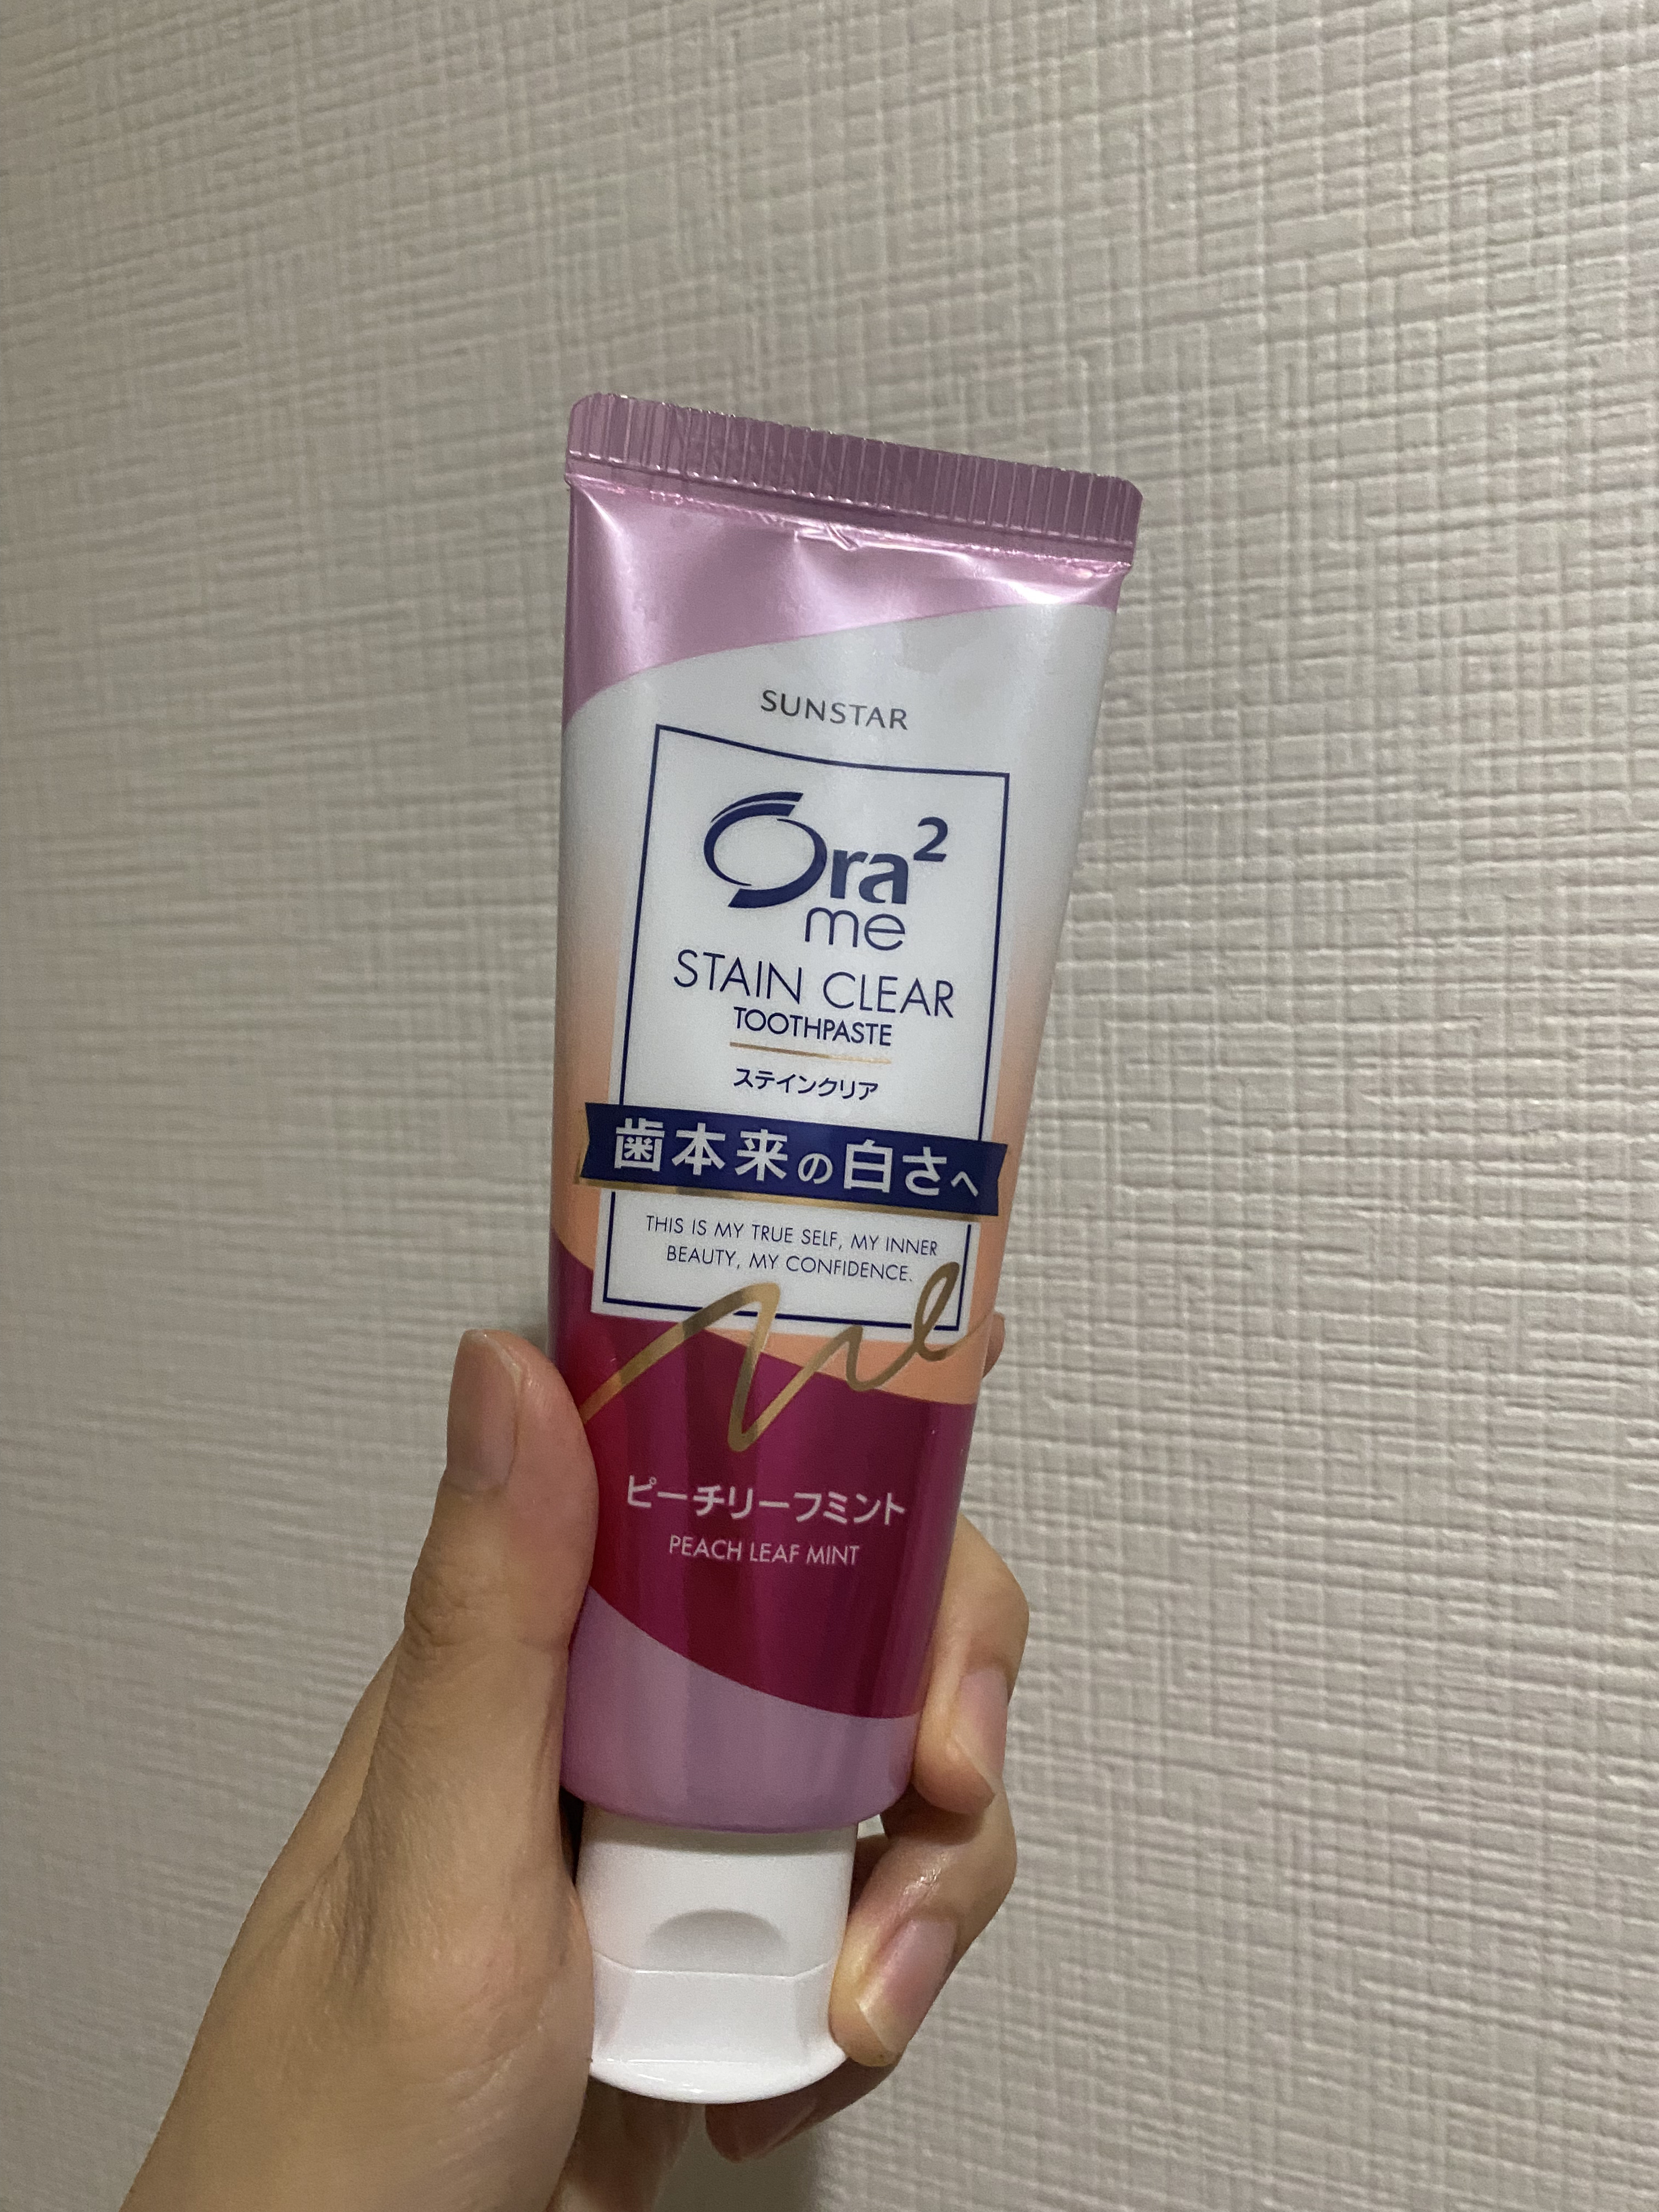 SUNSTAR
Ora²
me
STAIN CLEAR
TOOTHPASTE
ステインクリア
歯本来の白さへ
THIS IS MY TRUE SELF, MY INNER
BEAUTY, MY CONFIDENCE.
me
ピーチリーフミント
PEACH LEAF MINT